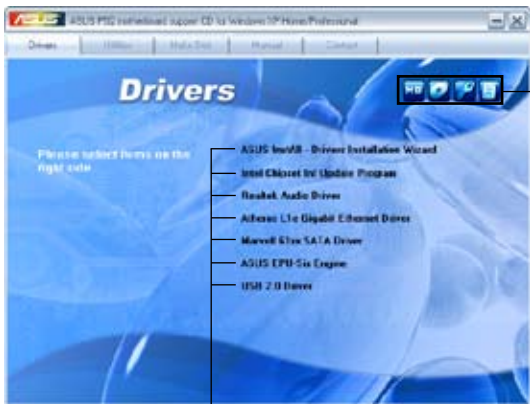 ASUS
ASUS P5Q motherboard support CD for Windows XP Home/Professional
Drivers
Utilities
Make Disk
Manual
Contact
Drivers
Please select items on the
right side
ASUS InstAll - Drivers Installation Wizard
Intel Chipset Inf Update Program
Realtek Audio Driver
Atheros L1e Gigabit Ethernet Driver
Marvell 61xx SATA Driver
ASUS EPU-Six Engine
USB 2.0 Driver